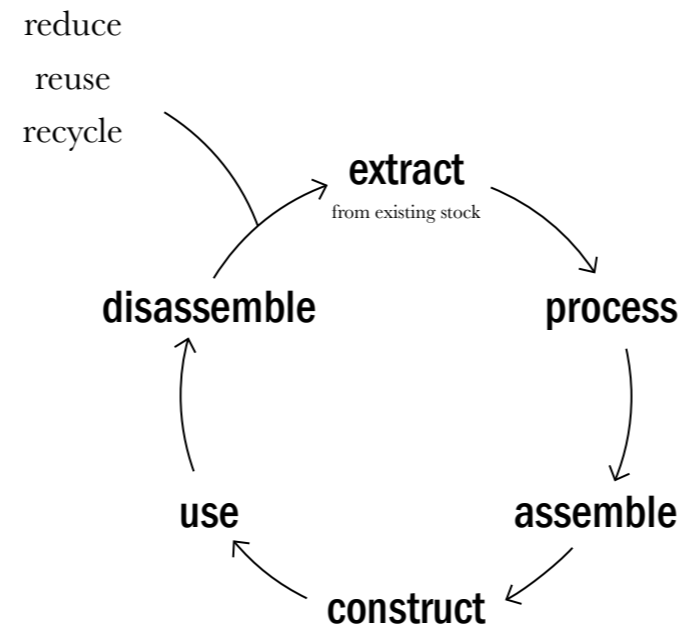 reduce
reuse
recycle
extract
from existing stock
process
assemble
construct
use
disassemble